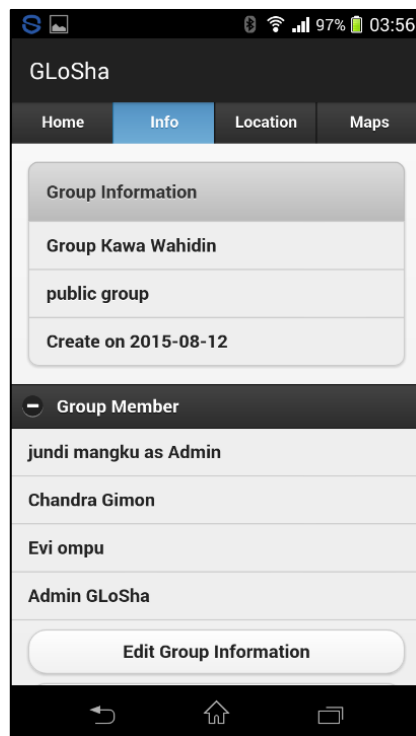 97% 03:56
GLoSha
Home Info Location Maps
Group Information
Group Kawa Wahidin
public group
Create on 2015-08-12
Group Member
jundi mangku as Admin
Chandra Gimon
Evi ompu
Admin GLoSha
Edit Group Information